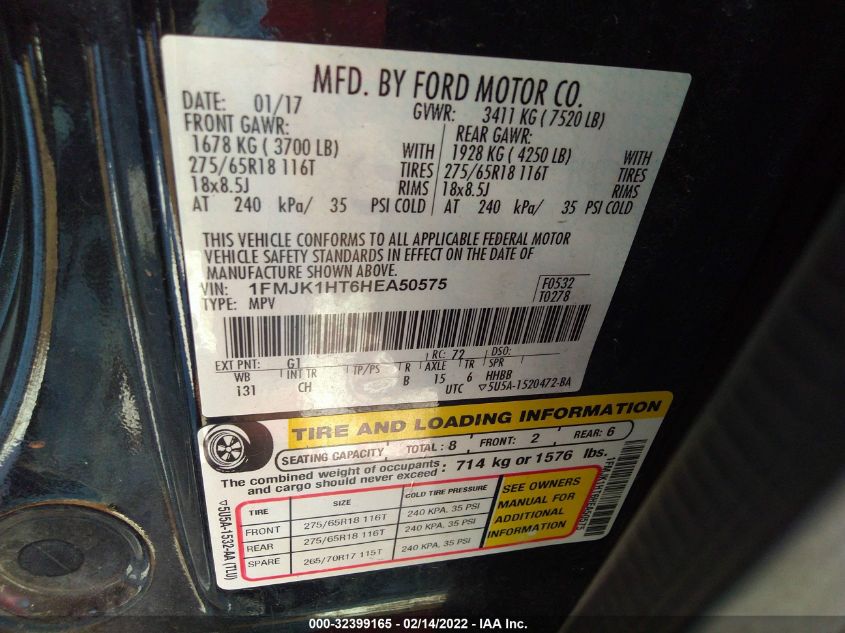 MFD. BY FORD MOTOR CO.
DATE: 01/17 GVWR: 3411 KG ( 7520 LB)
FRONT GAWR: REAR GAWR:
1678 KG ( 3700 LB) WITH 1928 KG ( 4250 LB) WITH
275/65R18 116T TIRES 275/65R18 116T TIRES
18x8.5J RIMS 18x8.5J RIMS
AT 240 kPa/ 35 PSI COLD AT 240 kPa/ 35 PSI COLD
THIS VEHICLE CONFORMS TO ALL APPLICABLE FEDERAL MOTOR
VEHICLE SAFETY STANDARDS IN EFFECT ON THE DATE OF
MANUFACTURE SHOWN ABOVE.
VIN: 1FMJK1HT6HEA50575 F0532
TYPE: MPV T0278
EXT PNT: G1 RC: 72 DSO:
WB INT TR TP/PS R AXLE TR SPR
131 CH B 15 6 HHBB
UTC ▽5U5A-1520472-BA
TIRE AND LOADING INFORMATION
SEATING CAPACITY TOTAL: 8 FRONT: 2 REAR: 6
The combined weight of occupants and cargo should never exceed : 714 kg or 1576 lbs.
TIRE SIZE COLD TIRE PRESSURE
FRONT 275/65R18 116T 240 KPA, 35 PSI
REAR 275/65R18 116T 240 KPA, 35 PSI
SPARE 265/70R17 115T 240 KPA, 35 PSI
SEE OWNERS
MANUAL FOR
ADDITIONAL
INFORMATION
▽5U5A-1532-AA (TLU)
000-32399165 - 02/14/2022 - IAA Inc.